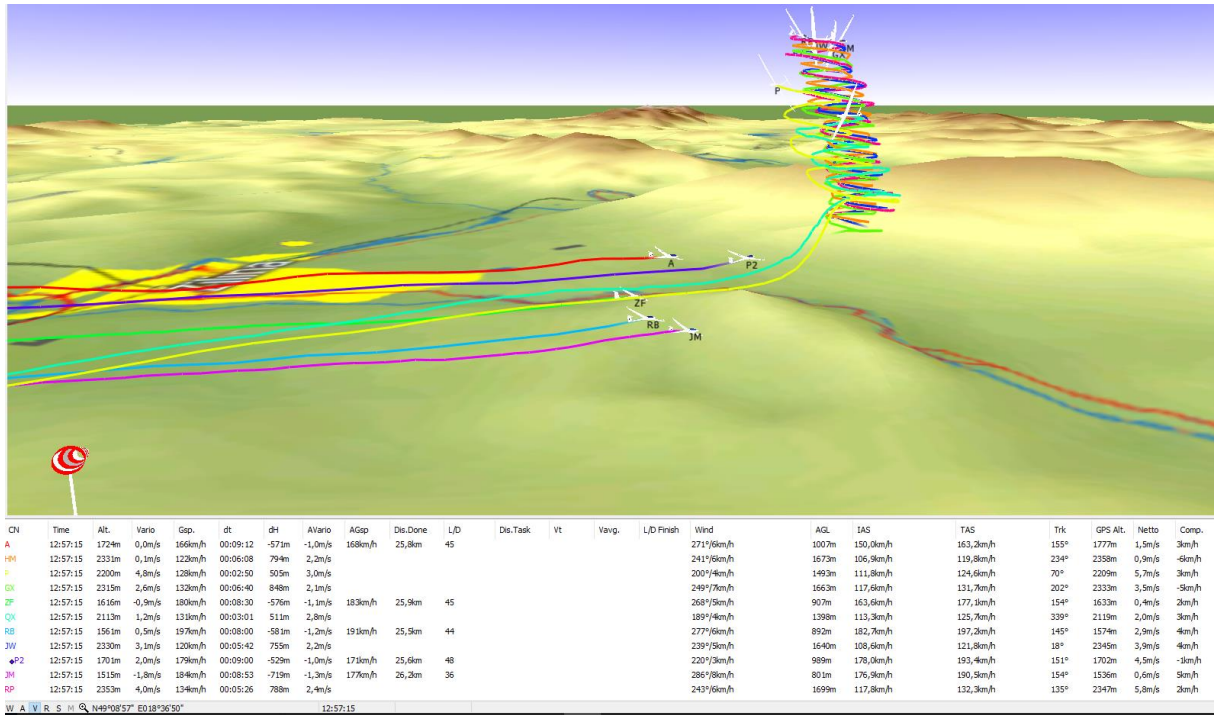 P
A
P2
ZF
RB
JM
CN Time Alt. Vario Gsp. dt dH AVario AGsp Dis.Done L/D Dis.Task Vt Vavg. L/D Finish Wind AGL IAS TAS Trk GPS Alt. Netto Comp.
A 12:57:15 1724m 0,0m/s 166km/h 00:09:12 -571m -1,0m/s 168km/h 25,8km 45 271°/6km/h 1007m 150,0km/h 163,2km/h 155° 1777m 1,5m/s 3km/h
HM 12:57:15 2331m 0,1m/s 122km/h 00:06:08 794m 2,2m/s 241°/6km/h 1673m 106,9km/h 119,8km/h 234° 2358m 0,9m/s -6km/h
P 12:57:15 2200m 4,8m/s 128km/h 00:02:50 505m 3,0m/s 200°/4km/h 1493m 111,8km/h 124,6km/h 70° 2209m 5,7m/s 3km/h
GX 12:57:15 2315m 2,6m/s 132km/h 00:06:40 848m 2,1m/s 249°/7km/h 1663m 117,6km/h 131,7km/h 202° 2333m 3,5m/s -5km/h
ZF 12:57:15 1616m -0,9m/s 180km/h 00:08:30 -576m -1,1m/s 183km/h 25,9km 45 268°/5km/h 907m 163,6km/h 177,1km/h 154° 1633m 0,4m/s 2km/h
QX 12:57:15 2113m 1,2m/s 131km/h 00:03:01 511m 2,8m/s 189°/4km/h 1398m 113,3km/h 125,7km/h 339° 2119m 2,0m/s 3km/h
RB 12:57:15 1561m 0,5m/s 197km/h 00:08:00 -581m -1,2m/s 191km/h 25,5km 44 277°/6km/h 892m 182,7km/h 197,2km/h 145° 1574m 2,9m/s 4km/h
JW 12:57:15 2330m 3,1m/s 120km/h 00:05:42 755m 2,2m/s 239°/5km/h 1640m 108,6km/h 121,8km/h 18° 2345m 3,9m/s 4km/h
P2 12:57:15 1701m 2,0m/s 179km/h 00:09:00 -529m -1,0m/s 171km/h 25,6km 48 220°/3km/h 989m 178,0km/h 193,4km/h 151° 1702m 4,5m/s -1km/h
JM 12:57:15 1515m -1,8m/s 184km/h 00:08:53 -719m -1,3m/s 177km/h 26,2km 36 286°/8km/h 801m 176,9km/h 190,5km/h 154° 1536m 0,6m/s 5km/h
RP 12:57:15 2353m 4,0m/s 134km/h 00:05:26 788m 2,4m/s 243°/6km/h 1699m 117,8km/h 132,3km/h 135° 2347m 5,8m/s 2km/h
W A V R S M N49°08'57" E018°36'50" 12:57:15